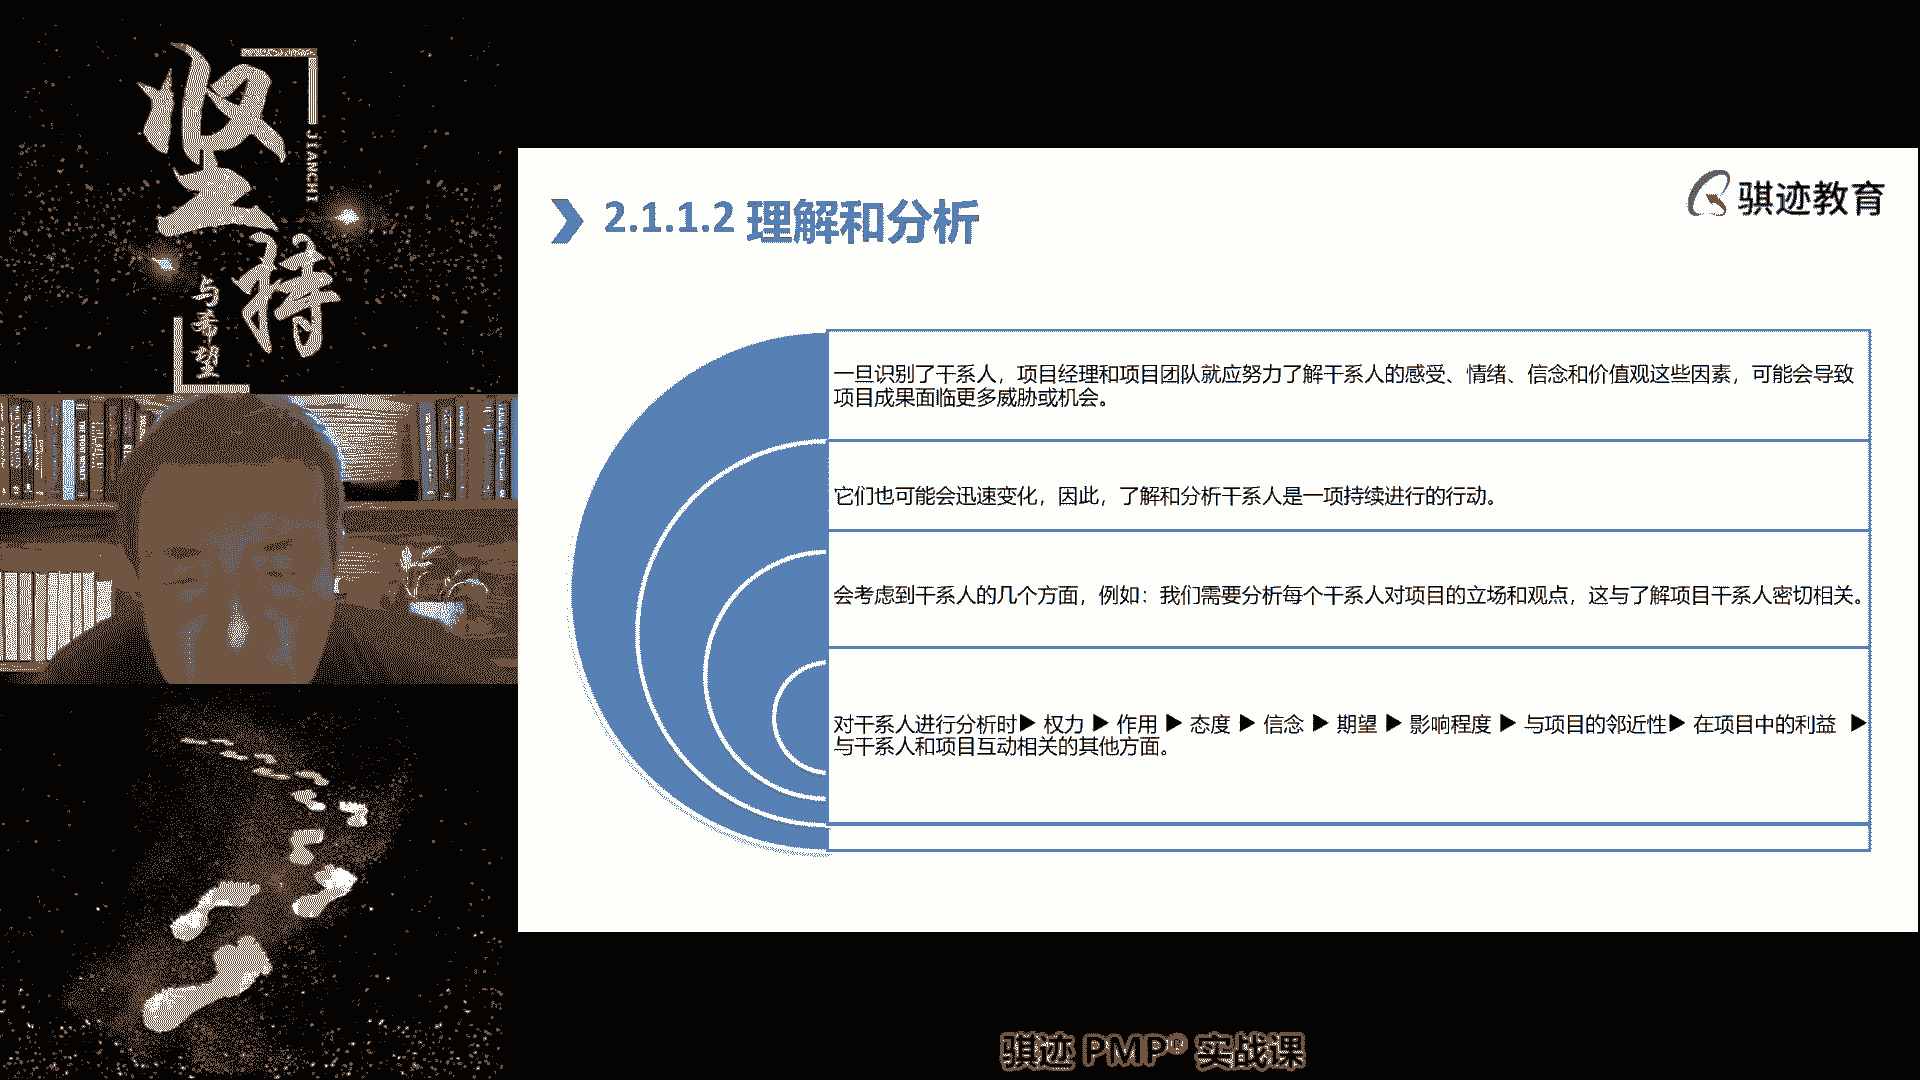 坚持
JIANCHI
与希望
骐迹教育
2.1.1.2 理解和分析
一旦识别了干系人，项目经理和项目团队就应努力了解干系人的感受、情绪、信念和价值观这些因素，可能会导致
项目成果面临更多威胁或机会。
它们也可能会迅速变化，因此，了解和分析干系人是一项持续进行的行动。
会考虑到干系人的几个方面，例如：我们需要分析每个干系人对项目的立场和观点，这与了解项目干系人密切相关。
对干系人进行分析时▶ 权力 ▶ 作用 ▶ 态度 ▶ 信念 ▶ 期望 ▶ 影响程度 ▶ 与项目的邻近性▶ 在项目中的利益 ▶
与干系人和项目互动相关的其他方面。
骐迹 PMP® 实战课